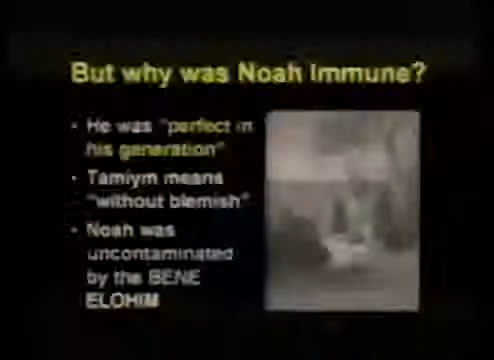 But why was Noah Immune?
• He was "perfect in
his generation"
• Tamiym means
"without blemish"
• Noah was
uncontaminated
by the BENE
ELOHIM